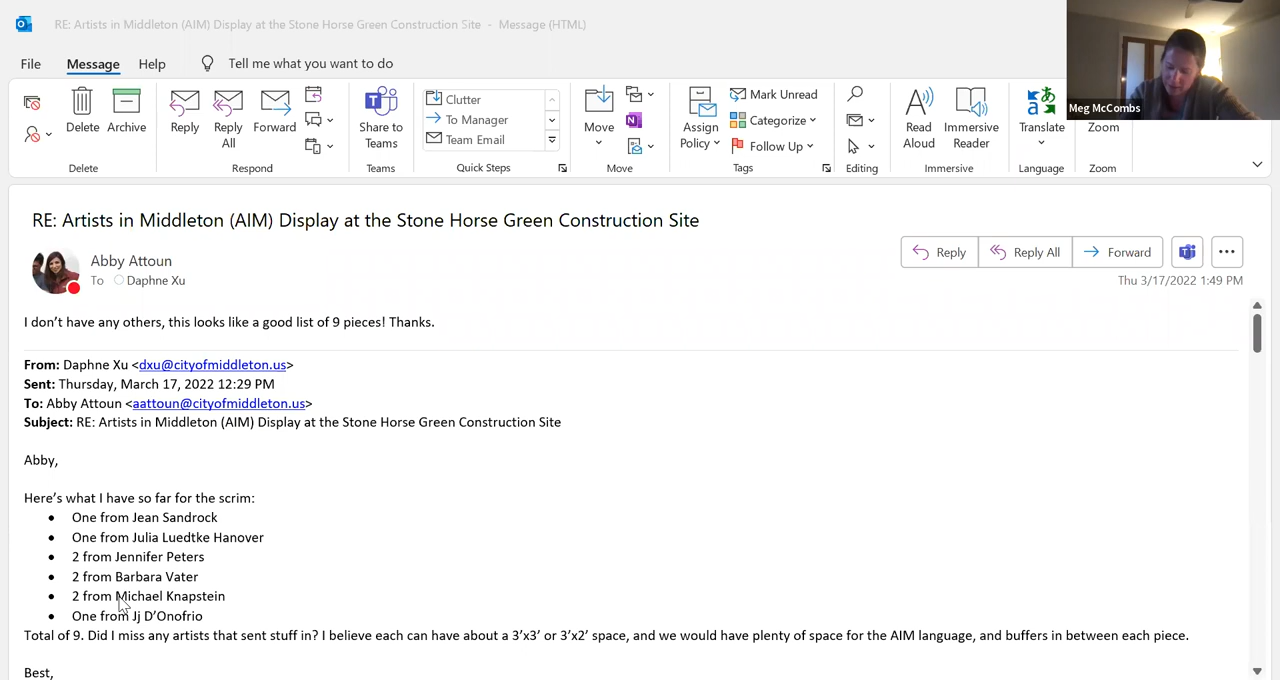 RE: Artists in Middleton (AIM) Display at the Stone Horse Green Construction Site - Message (HTML)
File Message Help Tell me what you want to do
Delete Archive
Delete
Reply Reply All Forward
Respond
Share to Teams
Teams
Clutter
To Manager
Team Email
Quick Steps
Move
Move
Assign Policy
Mark Unread
Categorize
Follow Up
Tags
Editing
Read Aloud Immersive Reader
Immersive
Translate
Language
Zoom
Zoom
Meg McCombs
RE: Artists in Middleton (AIM) Display at the Stone Horse Green Construction Site
Abby Attoun
To Daphne Xu
Reply Reply All Forward
Thu 3/17/2022 1:49 PM
I don't have any others, this looks like a good list of 9 pieces! Thanks.
From: Daphne Xu <dxu@cityofmiddleton.us>
Sent: Thursday, March 17, 2022 12:29 PM
To: Abby Attoun <aattoun@cityofmiddleton.us>
Subject: RE: Artists in Middleton (AIM) Display at the Stone Horse Green Construction Site
Abby,
Here's what I have so far for the scrim:
• One from Jean Sandrock
• One from Julia Luedtke Hanover
• 2 from Jennifer Peters
• 2 from Barbara Vater
• 2 from Michael Knapstein
• One from Jj D'Onofrio
Total of 9. Did I miss any artists that sent stuff in? I believe each can have about a 3'x3' or 3'x2' space, and we would have plenty of space for the AIM language, and buffers in between each piece.
Best,